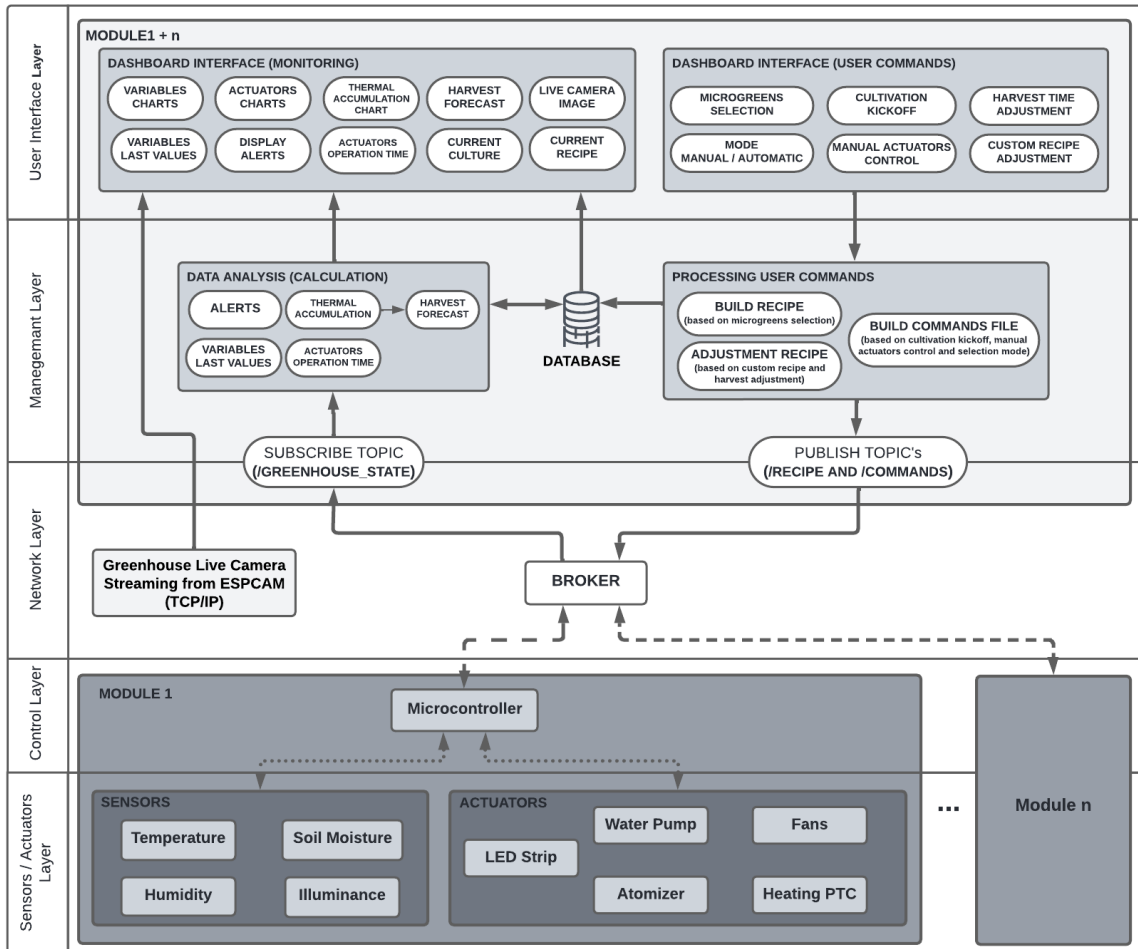 User Interface Layer
MODULE1 + n
DASHBOARD INTERFACE (MONITORING)
VARIABLES
CHARTS
ACTUATORS
CHARTS
THERMAL
ACCUMULATION
CHART
HARVEST
FORECAST
LIVE CAMERA
IMAGE
VARIABLES
LAST VALUES
DISPLAY
ALERTS
ACTUATORS
OPERATION TIME
CURRENT
CULTURE
CURRENT
RECIPE
DASHBOARD INTERFACE (USER COMMANDS)
MICROGREENS
SELECTION
CULTIVATION
KICKOFF
HARVEST TIME
ADJUSTMENT
MODE
MANUAL / AUTOMATIC
MANUAL ACTUATORS
CONTROL
CUSTOM RECIPE
ADJUSTMENT
Manegemant Layer
DATA ANALYSIS (CALCULATION)
ALERTS
THERMAL
ACCUMULATION
HARVEST
FORECAST
VARIABLES
LAST VALUES
ACTUATORS
OPERATION TIME
DATABASE
PROCESSING USER COMMANDS
BUILD RECIPE
(based on microgreens selection)
ADJUSTMENT RECIPE
(based on custom recipe and
harvest adjustment)
BUILD COMMANDS FILE
(based on cultivation kickoff, manual
actuators control and selection mode)
SUBSCRIBE TOPIC
(/GREENHOUSE_STATE)
PUBLISH TOPIC's
(/RECIPE AND /COMMANDS)
Network Layer
Greenhouse Live Camera
Streaming from ESPCAM
(TCP/IP)
BROKER
Control Layer
MODULE 1
Microcontroller
Sensors / Actuators
Layer
SENSORS
Temperature
Soil Moisture
Humidity
Illuminance
ACTUATORS
LED Strip
Water Pump
Fans
Atomizer
Heating PTC
...
Module n